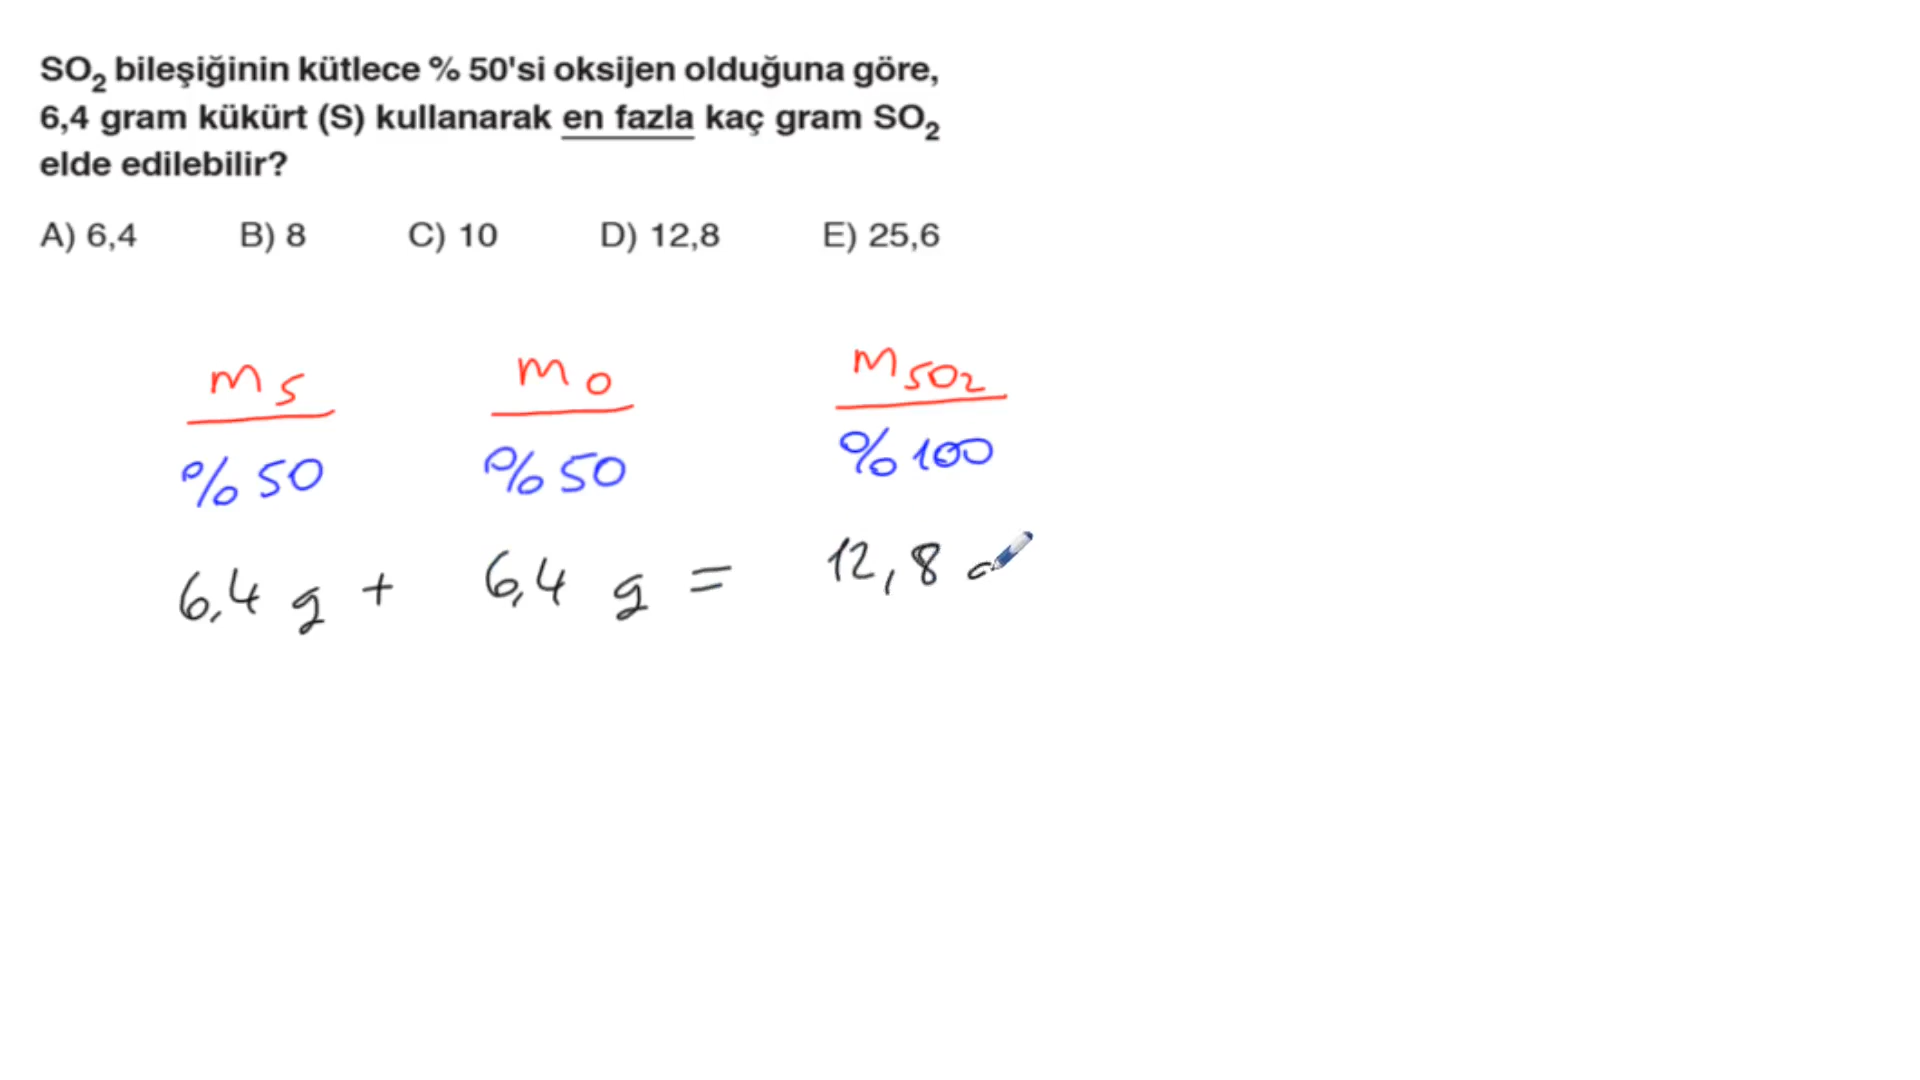 SO₂ bileşiğinin kütlece % 50'si oksijen olduğuna göre,
6,4 gram kükürt (S) kullanarak en fazla kaç gram SO₂
elde edilebilir?
A) 6,4 B) 8 C) 10 D) 12,8 E) 25,6
mS mO mSO₂
%50 %50 %100
6,4 g + 6,4 g = 12,8